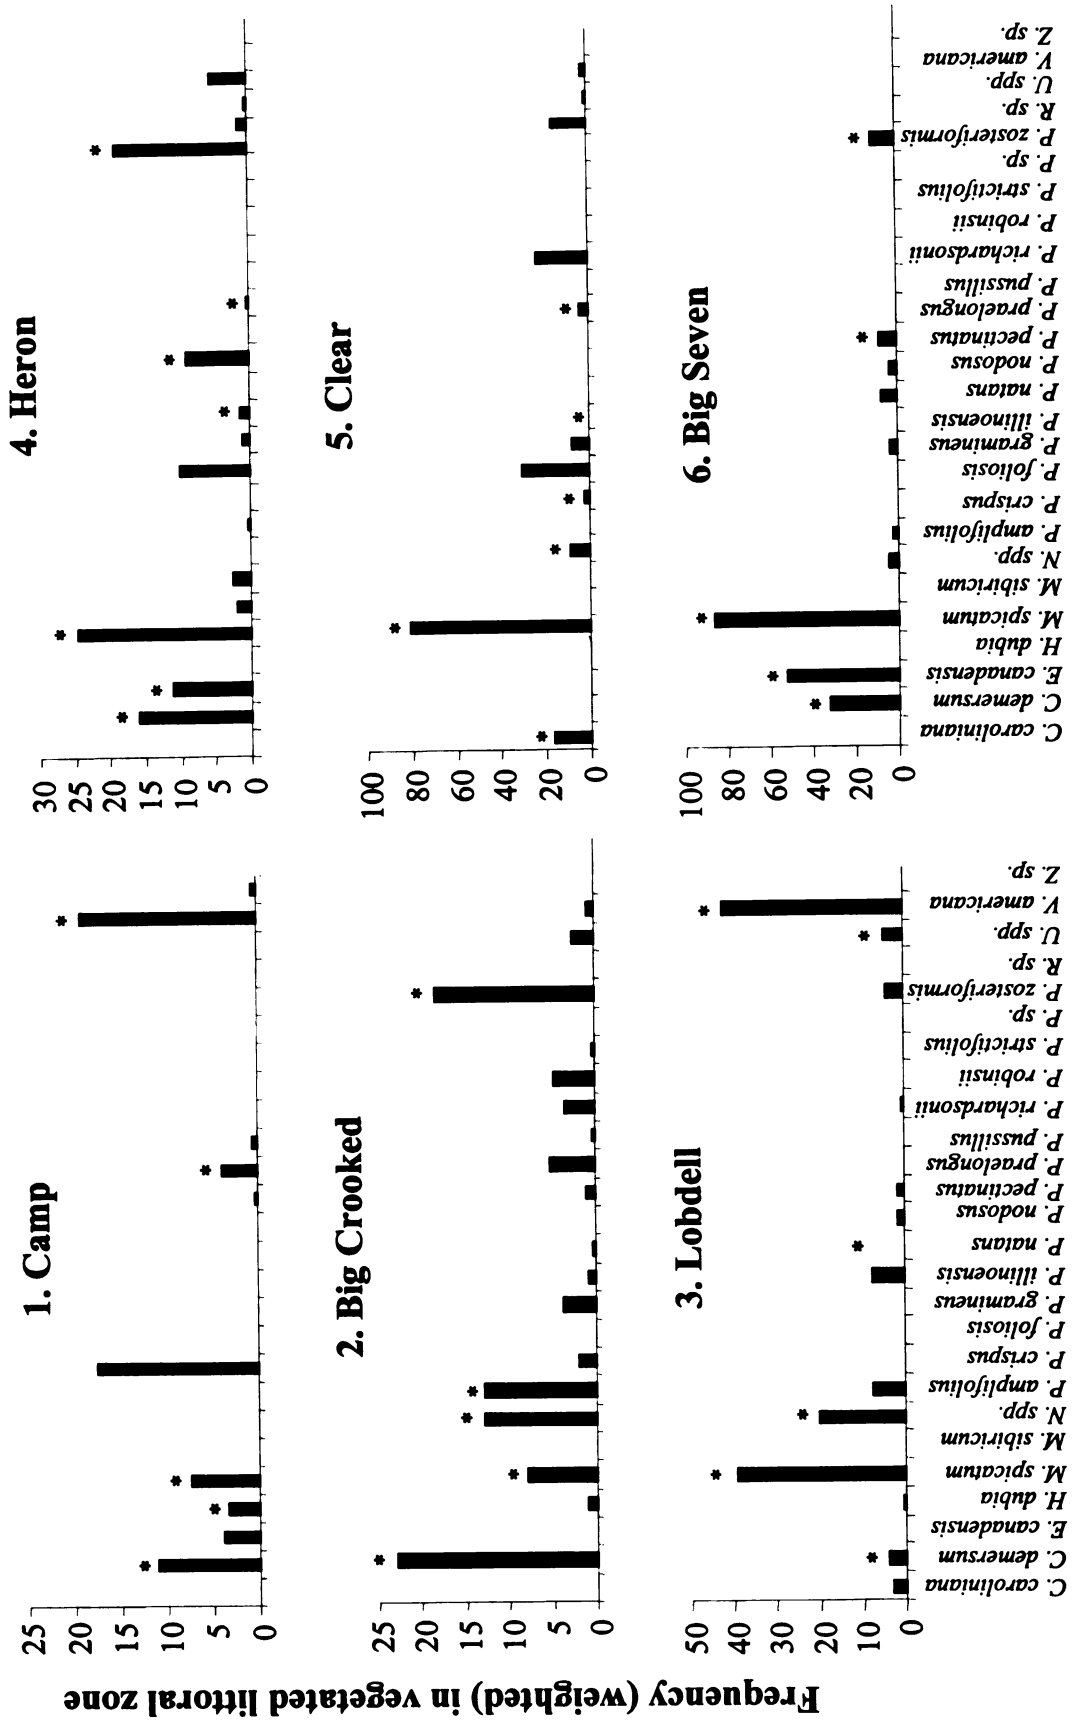 Frequency (weighted) in vegetated littoral zone
1. Camp
25
20
15
10
5
0
*
*
*
*
*
2. Big Crooked
25
20
15
10
5
0
*
*
*
*
*
3. Lobdell
50
40
30
20
10
0
*
*
*
*
*
*
C. caroliniana
C. demersum
E. canadensis
H. dubia
M. spicatum
M. sibiricum
N. spp.
P. amplifolius
P. crispus
P. foliosis
P. gramineus
P. illinoensis
P. natans
P. nodosus
P. pectinatus
P. praelongus
P. pussillus
P. richardsonii
P. robinsii
P. strictifolius
P. sp.
P. zosteriformis
R. sp.
U. spp.
V. americana
Z. sp.
4. Heron
30
25
20
15
10
5
0
*
*
*
*
*
*
*
5. Clear
100
80
60
40
20
0
*
*
*
*
*
*
6. Big Seven
100
80
60
40
20
0
*
*
*
*
*
C. caroliniana
C. demersum
E. canadensis
H. dubia
M. spicatum
M. sibiricum
N. spp.
P. amplifolius
P. crispus
P. foliosis
P. gramineus
P. illinoensis
P. natans
P. nodosus
P. pectinatus
P. praelongus
P. pussillus
P. richardsonii
P. robinsii
P. strictifolius
P. sp.
P. zosteriformis
R. sp.
U. spp.
V. americana
Z. sp.